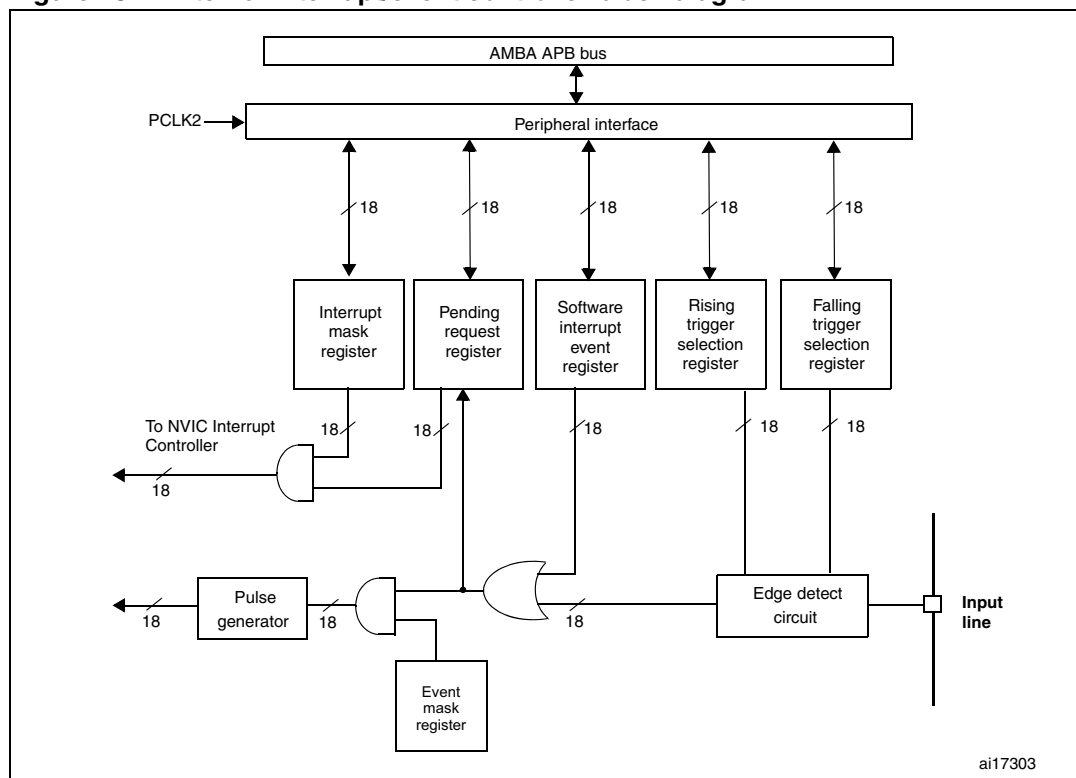 AMBA APB bus
PCLK2
Peripheral interface
18
18
18
18
18
Interrupt
mask
register
Pending
request
register
Software
interrupt
event
register
Rising
trigger
selection
register
Falling
trigger
selection
register
To NVIC Interrupt
Controller
18
18
18
18
18
18
Pulse
generator
Edge detect
circuit
Input
line
18
18
18
Event
mask
register
ai17303